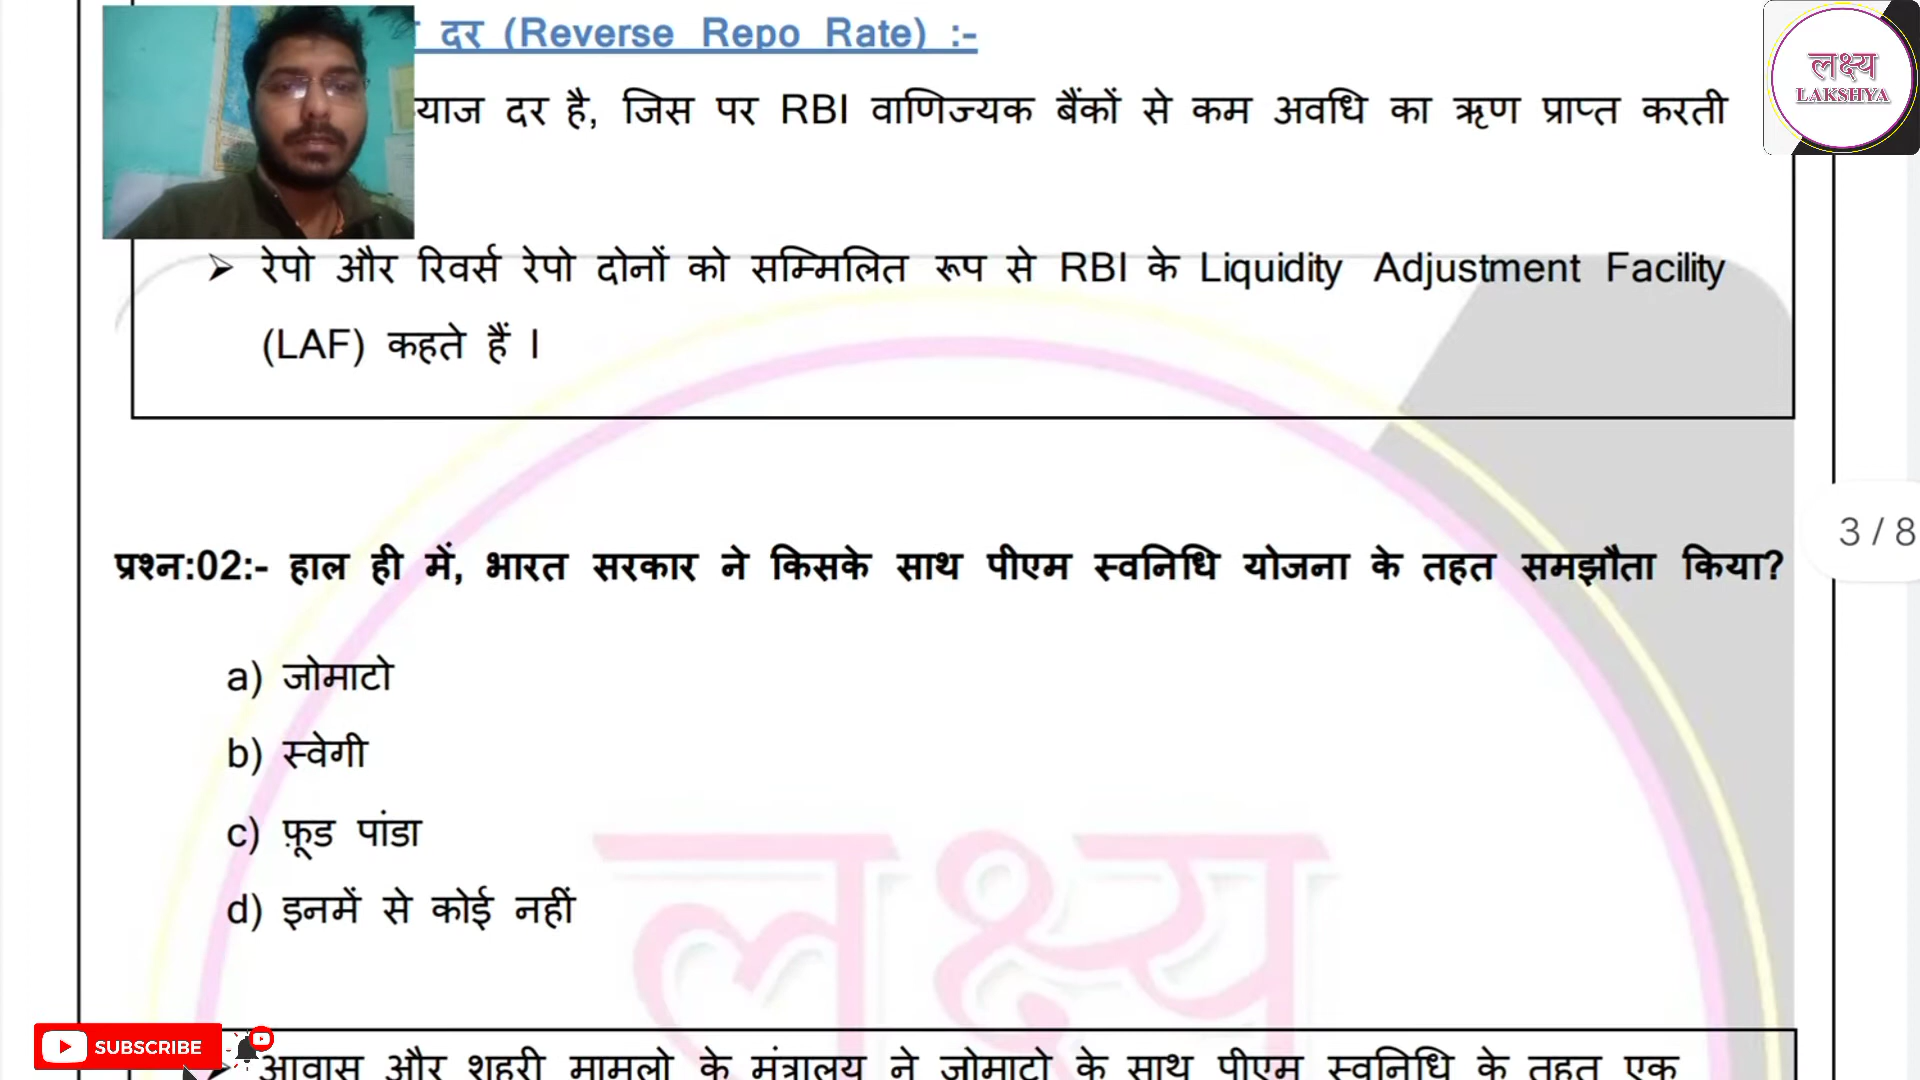 दर (Reverse Repo Rate) :-
लक्ष्य
LAKSHYA
याज दर है, जिस पर RBI वाणिज्यक बैंकों से कम अवधि का ऋण प्राप्त करती
➢ रेपो और रिवर्स रेपो दोनों को सम्मिलित रूप से RBI के Liquidity Adjustment Facility
(LAF) कहते हैं I
3 / 8
प्रश्न:02:- हाल ही में, भारत सरकार ने किसके साथ पीएम स्वनिधि योजना के तहत समझौता किया?
a) जोमाटो
b) स्वेगी
c) फ़ूड पांडा
d) इनमें से कोई नहीं
लक्ष्य
SUBSCRIBE
आवास और शहरी मामलो के मंत्रालय ने जोमाटो के साथ पीएम स्वनिधि के तहत एक